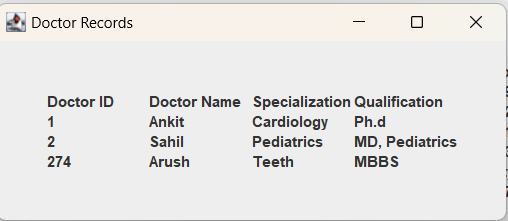 Doctor Records
Doctor ID Doctor Name Specialization Qualification
1 Ankit Cardiology Ph.d
2 Sahil Pediatrics MD, Pediatrics
274 Arush Teeth MBBS